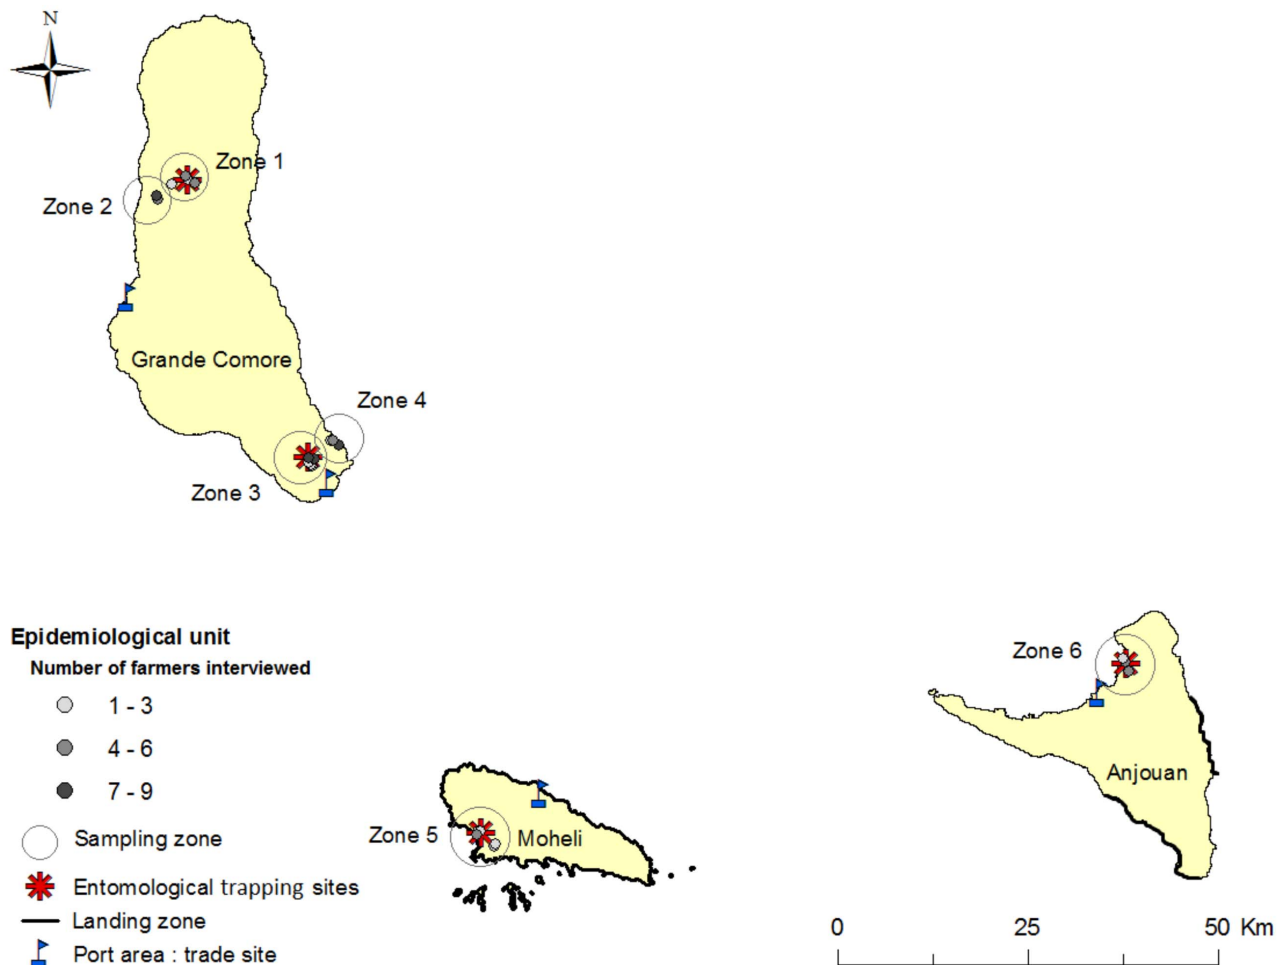 N
Zone 1
Zone 2
Grande Comore
Zone 4
Zone 3
Epidemiological unit
Number of farmers interviewed
1 - 3
4 - 6
7 - 9
Sampling zone
Entomological trapping sites
Landing zone
Port area : trade site
Zone 5
Moheli
Zone 6
Anjouan
0 25 50 Km